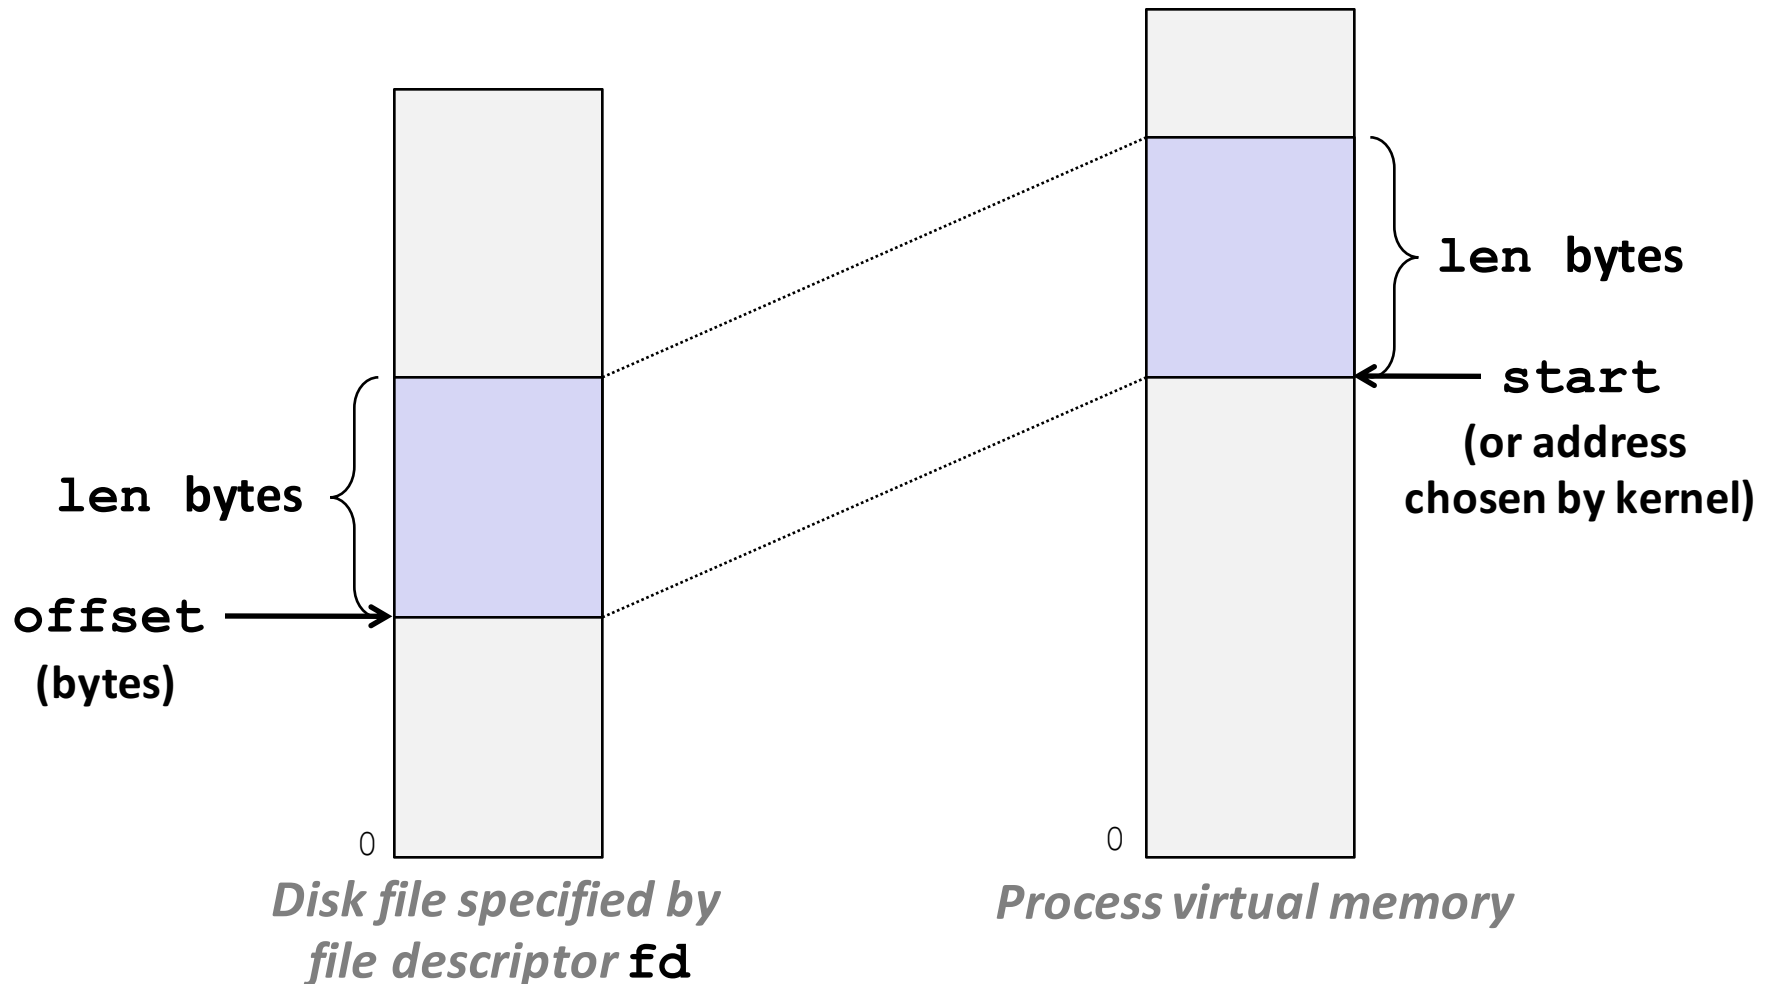 len bytes
start
(or address
chosen by kernel)
len bytes
offset
(bytes)
0
0
Disk file specified by
file descriptor fd
Process virtual memory